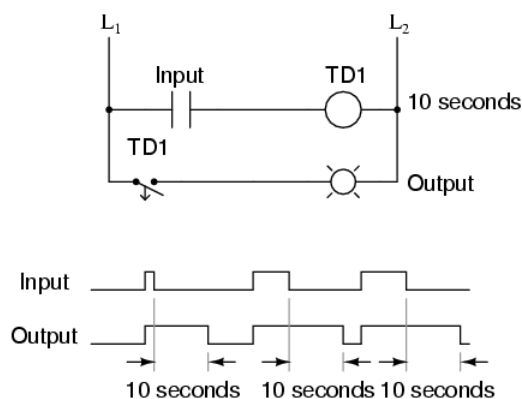 L1 L2
Input TD1
10 seconds
TD1
Output
Input
Output
10 seconds 10 seconds 10 seconds